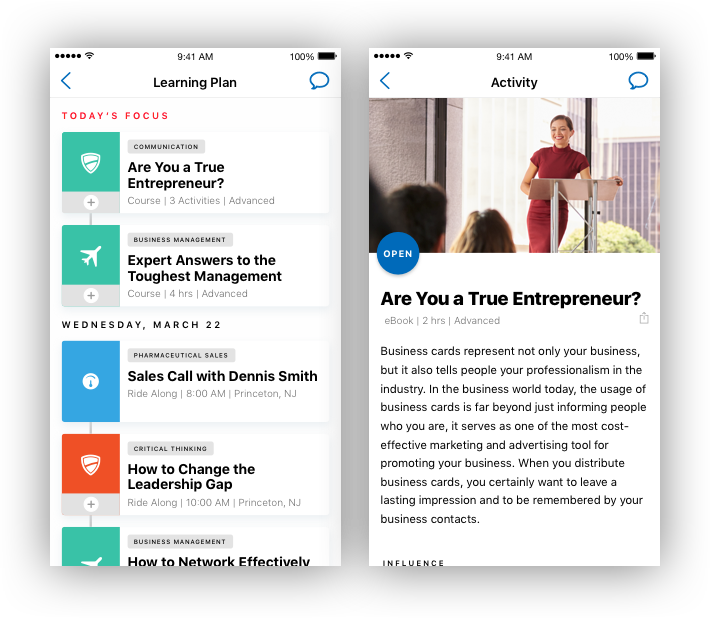 9:41 AM
100%
Learning Plan
TODAY'S FOCUS
COMMUNICATION
Are You a True
Entrepreneur?
Course | 3 Activities | Advanced
BUSINESS MANAGEMENT
Expert Answers to the
Toughest Management
Course | 4 hrs | Advanced
WEDNESDAY, MARCH 22
PHARMACEUTICAL SALES
Sales Call with Dennis Smith
Ride Along | 8:00 AM | Princeton, NJ
CRITICAL THINKING
How to Change the
Leadership Gap
Ride Along | 10:00 AM | Princeton, NJ
BUSINESS MANAGEMENT
How to Network Effectively
9:41 AM
100%
Activity
OPEN
Are You a True Entrepreneur?
eBook | 2 hrs | Advanced
Business cards represent not only your business,
but it also tells people your professionalism in the
industry. In the business world today, the usage of
business cards is far beyond just informing people
who you are, it serves as one of the most cost-
effective marketing and advertising tool for
promoting your business. When you distribute
business cards, you certainly want to leave a
lasting impression and to be remembered by your
business contacts.
INFLUENCE